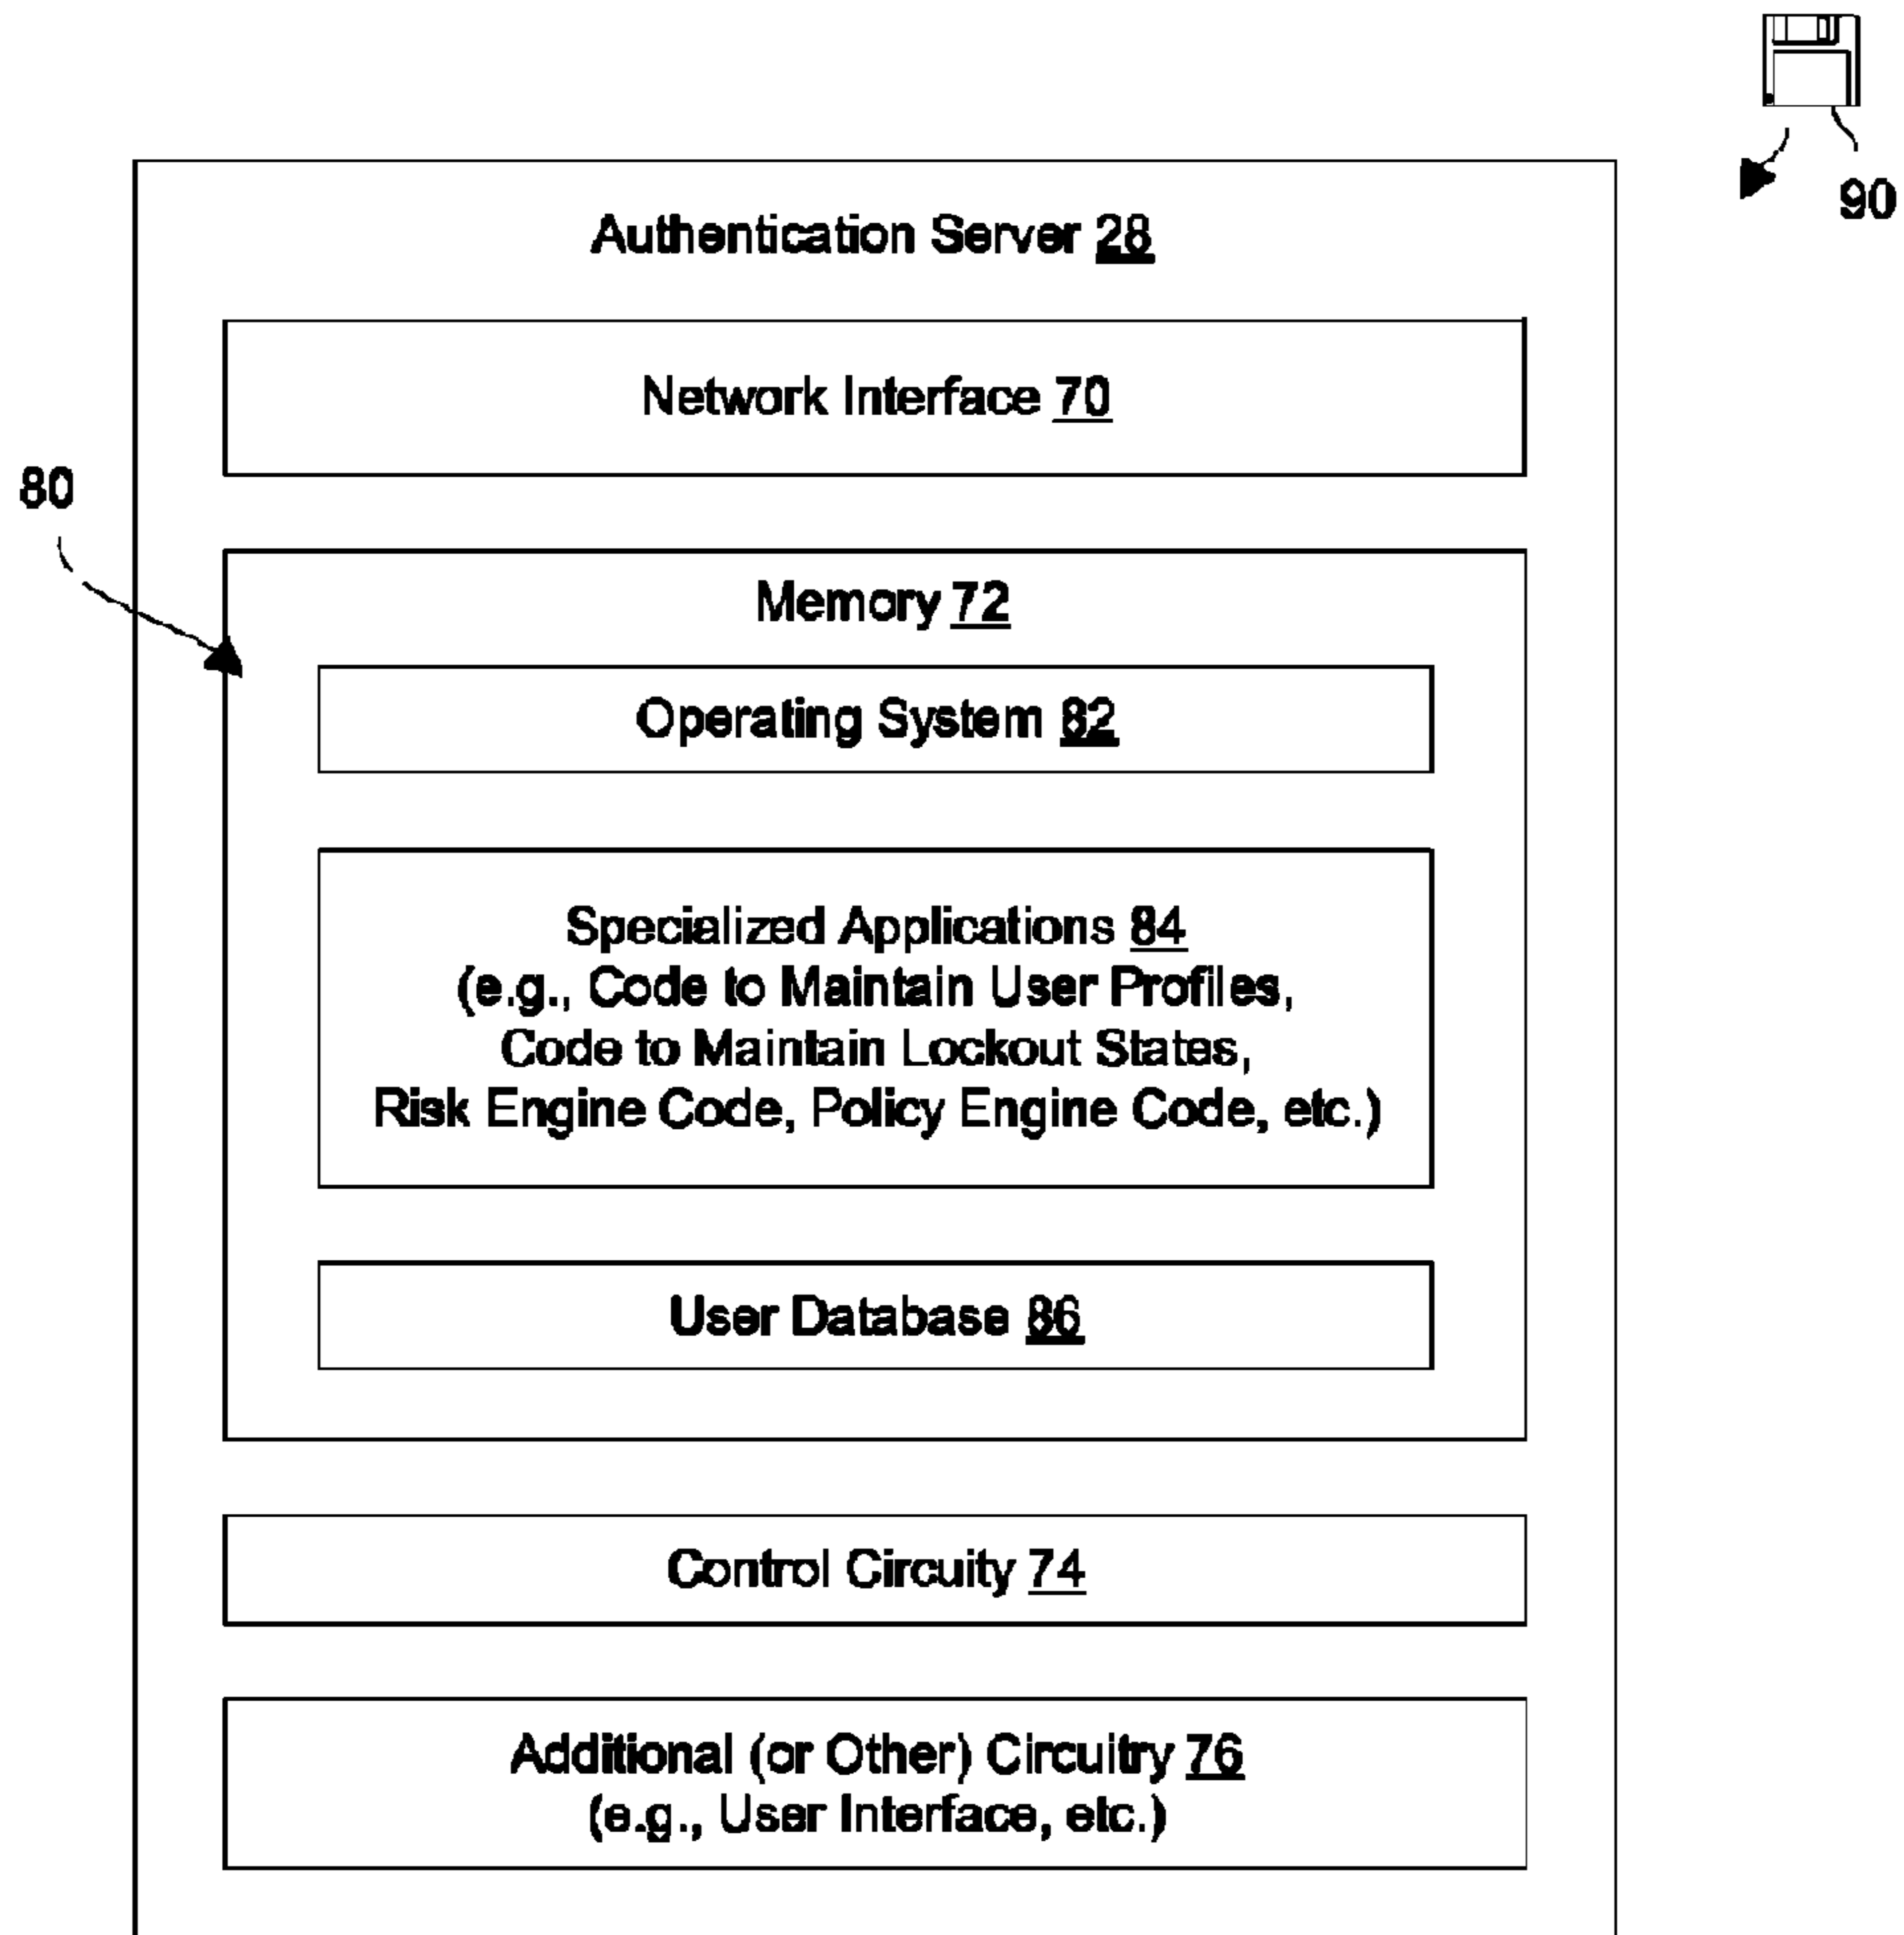 90
Authentication Server 28
Network Interface 70
80
Memory 72
Operating System 82
Specialized Applications 84
(e.g., Code to Maintain User Profiles,
Code to Maintain Lockout States,
Risk Engine Code, Policy Engine Code, etc.)
User Database 86
Control Circuity 74
Additional (or Other) Circuitry 76
(e.g., User Interface, etc.)